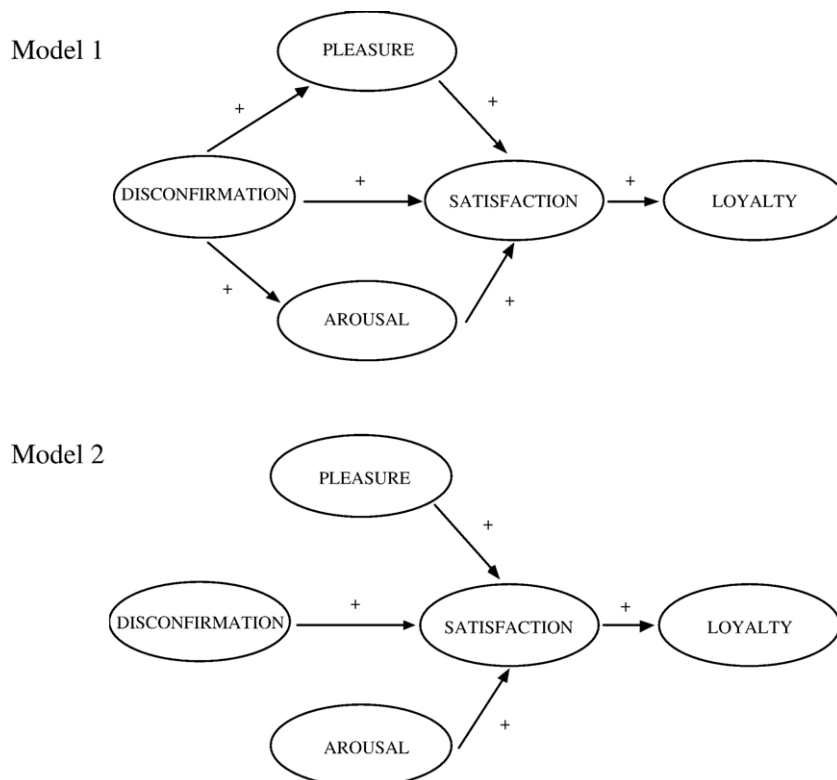 Model 1
PLEASURE
+
+
DISCONFIRMATION
+
SATISFACTION
+
LOYALTY
+
+
AROUSAL
Model 2
PLEASURE
+
DISCONFIRMATION
+
SATISFACTION
+
LOYALTY
+
AROUSAL